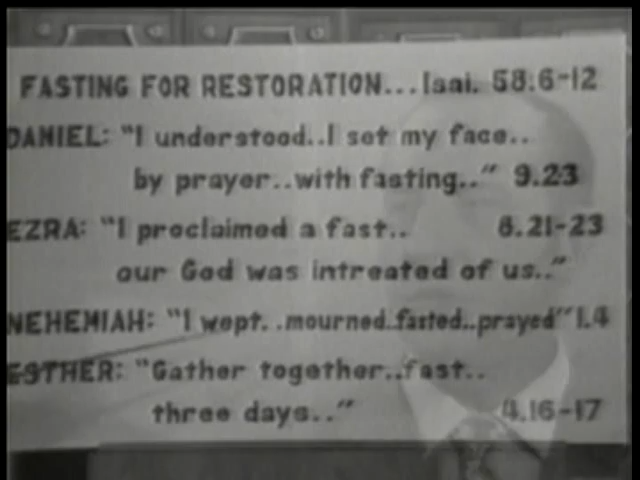 FASTING FOR RESTORATION...Isai. 58.6-12
DANIEL: "I understood..I set my face..
by prayer..with fasting.." 9.23
EZRA: "I proclaimed a fast.. 8.21-23
our God was intreated of us.."
NEHEMIAH: "I wept..mourned..fasted..prayed" 1.4
ESTHER: "Gather together..fast..
three days.." 4.16-17